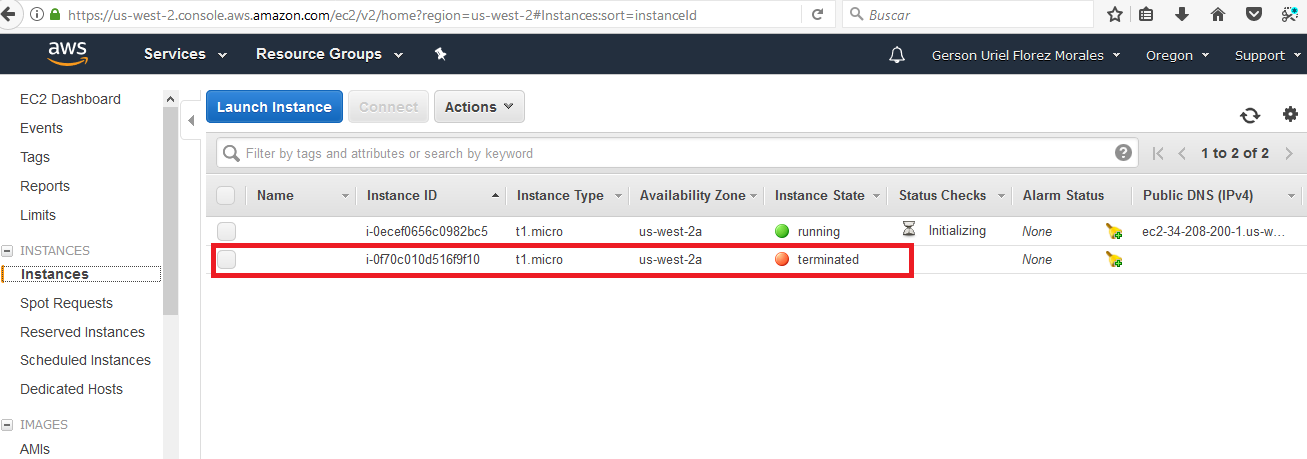 https://us-west-2.console.aws.amazon.com/ec2/v2/home?region=us-west-2#Instances:sort=instanceId
Buscar
aws
Services
Resource Groups
Gerson Uriel Florez Morales
Oregon
Support
EC2 Dashboard
Events
Tags
Reports
Limits
INSTANCES
Instances
Spot Requests
Reserved Instances
Scheduled Instances
Dedicated Hosts
IMAGES
AMIs
Launch Instance
Connect
Actions
Filter by tags and attributes or search by keyword
1 to 2 of 2
Name Instance ID Instance Type Availability Zone Instance State Status Checks Alarm Status Public DNS (IPv4)
i-0ecef0656c0982bc5 t1.micro us-west-2a running Initializing None ec2-34-208-200-1.us-w...
i-0f70c010d516f9f10 t1.micro us-west-2a terminated None